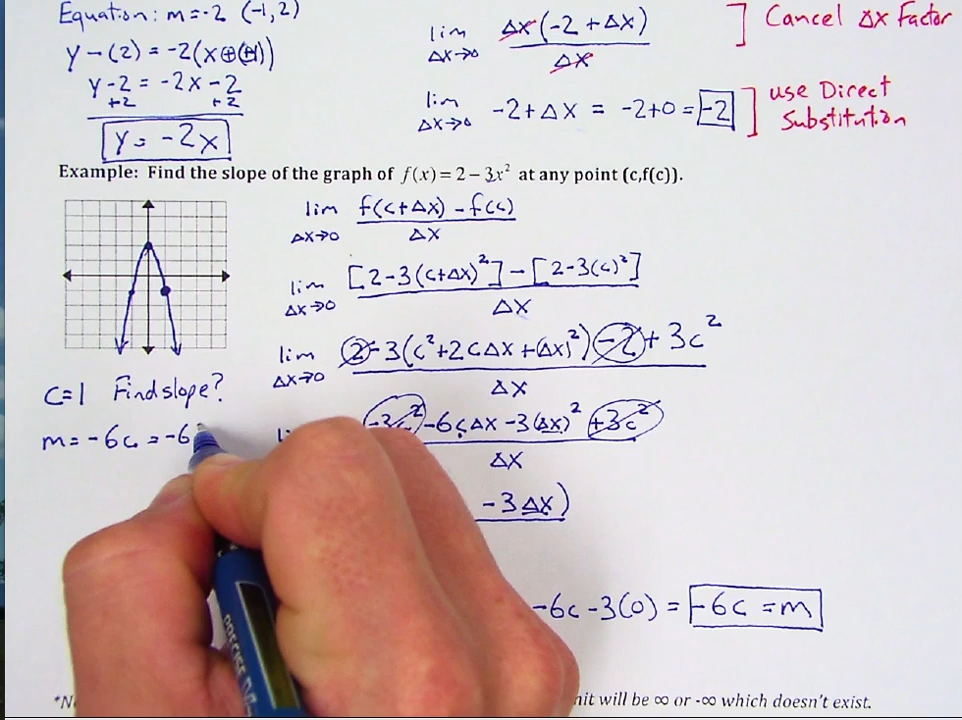 Equation: m=-2 (-1,2)
y-(2) = -2(x⊕(+1))
y-2 = -2x-2
+2 +2
y = -2x
lim Δx→0 Δx(-2+Δx) / Δx ] Cancel Δx Factor
lim Δx→0 -2+Δx = -2+0 = -2 ] use Direct
Substitution
Example: Find the slope of the graph of f(x) = 2 – 3x² at any point (c,f(c)).
lim Δx→0 f(c+Δx) - f(c) / Δx
lim Δx→0 [2-3(c+Δx)²] - [2-3(c)²] / Δx
lim Δx→0 2-3(c²+2cΔx+(Δx)²)-2+3c² / Δx
c=1 Find slope?
-3c²-6cΔx-3(Δx)²+3c² / Δx
m=-6c=-6
-3Δx)
-6c-3(0) = -6c=m
will be ∞ or -∞ which doesn't exist.